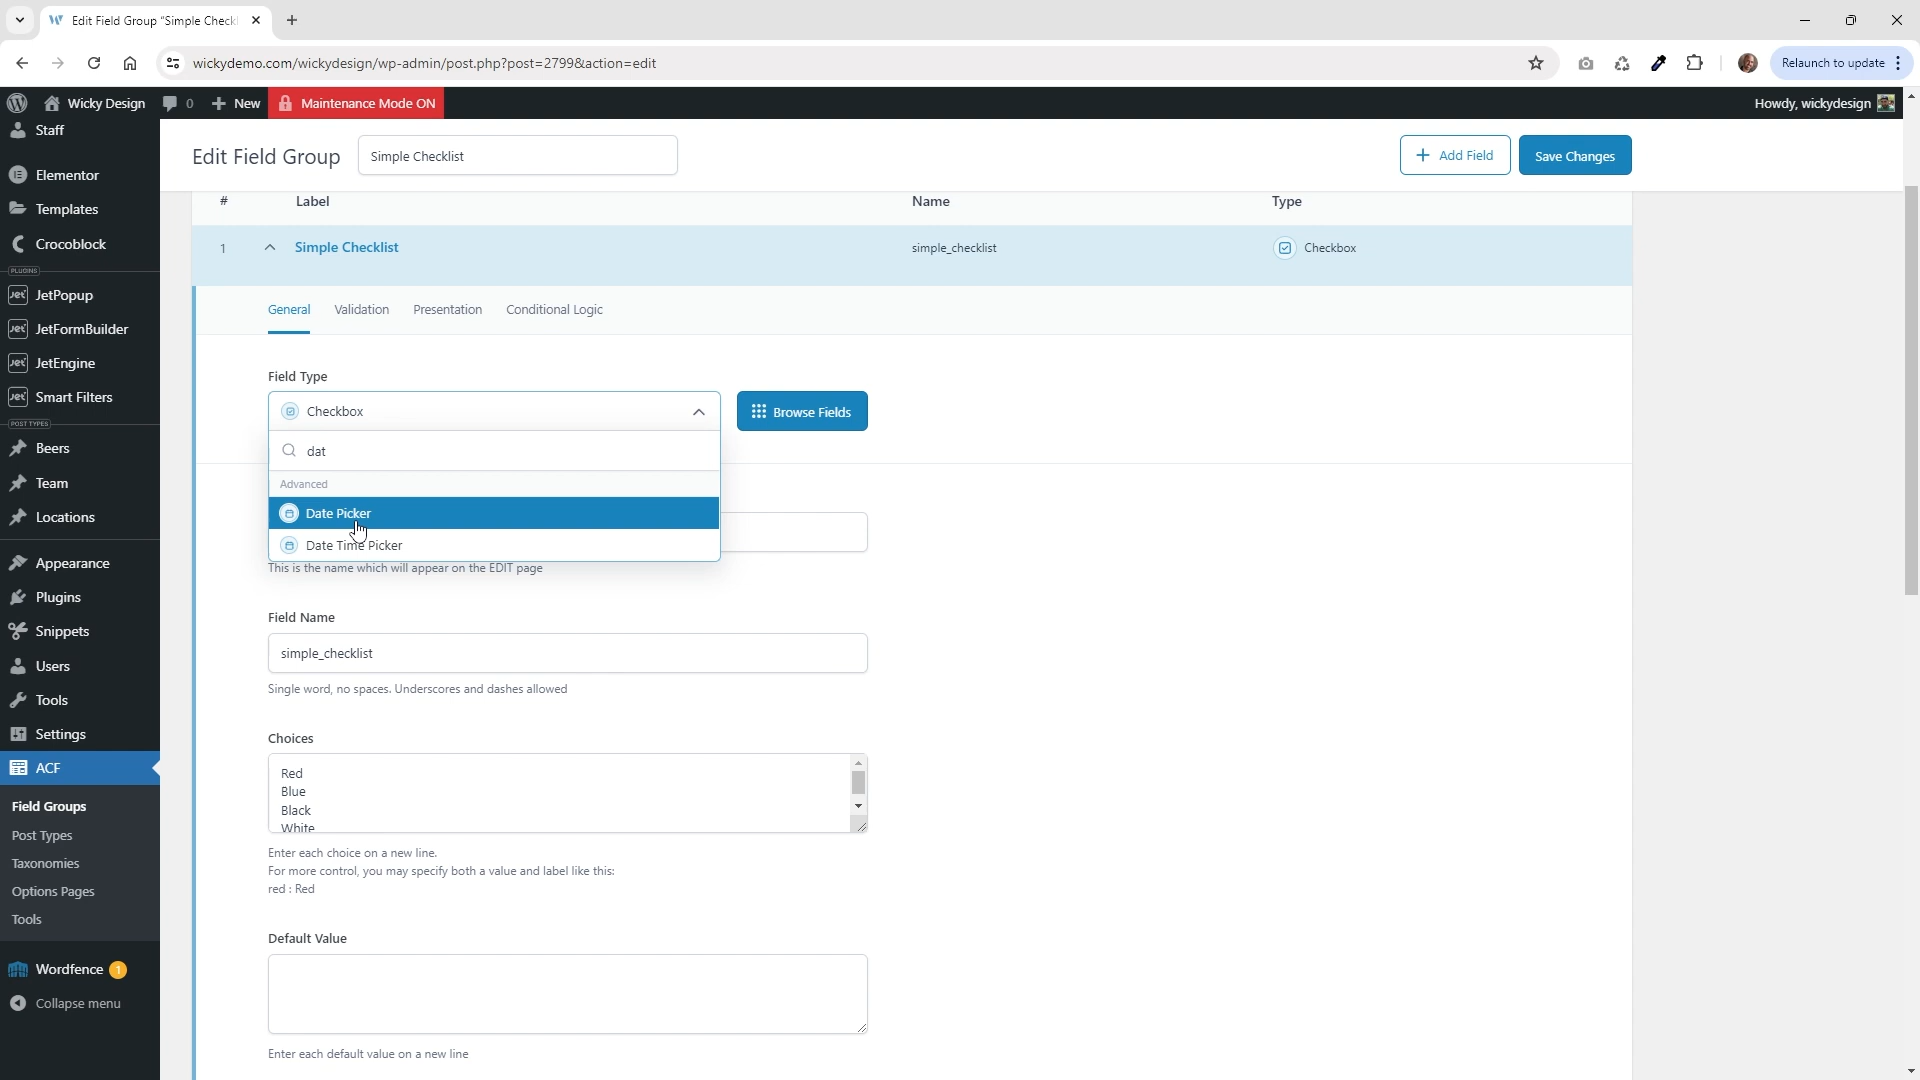 Edit Field Group "Simple Checkl
wickydemo.com/wickydesign/wp-admin/post.php?post=2799&action=edit
Relaunch to update
Wicky Design
0
New
Maintenance Mode ON
Howdy, wickydesign
Staff
Elementor
Templates
Crocoblock
PLUGINS
JetPopup
JetFormBuilder
JetEngine
Smart Filters
POST TYPES
Beers
Team
Locations
Appearance
Plugins
Snippets
Users
Tools
Settings
ACF
Field Groups
Post Types
Taxonomies
Options Pages
Tools
Wordfence 1
Collapse menu
Edit Field Group
Simple Checklist
Add Field
Save Changes
# Label Name Type
1 Simple Checklist simple_checklist Checkbox
General Validation Presentation Conditional Logic
Field Type
Checkbox
Browse Fields
dat
Advanced
Date Picker
Date Time Picker
This is the name which will appear on the EDIT page
Field Name
simple_checklist
Single word, no spaces. Underscores and dashes allowed
Choices
Red
Blue
Black
White
Enter each choice on a new line.
For more control, you may specify both a value and label like this:
red : Red
Default Value
Enter each default value on a new line